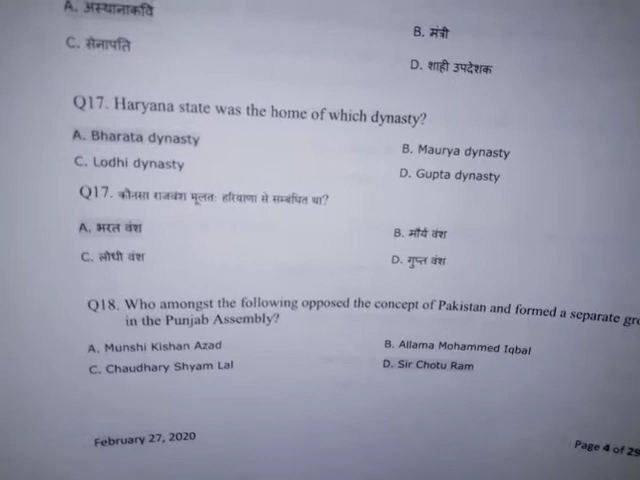 A. अस्थानाकवि
B. मंत्री
C. सेनापति
D. शाही उपदेशक
Q17. Haryana state was the home of which dynasty?
A. Bharata dynasty
B. Maurya dynasty
C. Lodhi dynasty
D. Gupta dynasty
Q17. कौनसा राजवंश मूलतः हरियाणा से सम्बंधित था?
A. भरत वंश
B. मौर्य वंश
C. लोधी वंश
D. गुप्त वंश
Q18. Who amongst the following opposed the concept of Pakistan and formed a separate
in the Punjab Assembly?
A. Munshi Kishan Azad
B. Allama Mohammed Iqbal
C. Chaudhary Shyam Lal
D. Sir Chotu Ram
February 27, 2020
Page 4 of 29